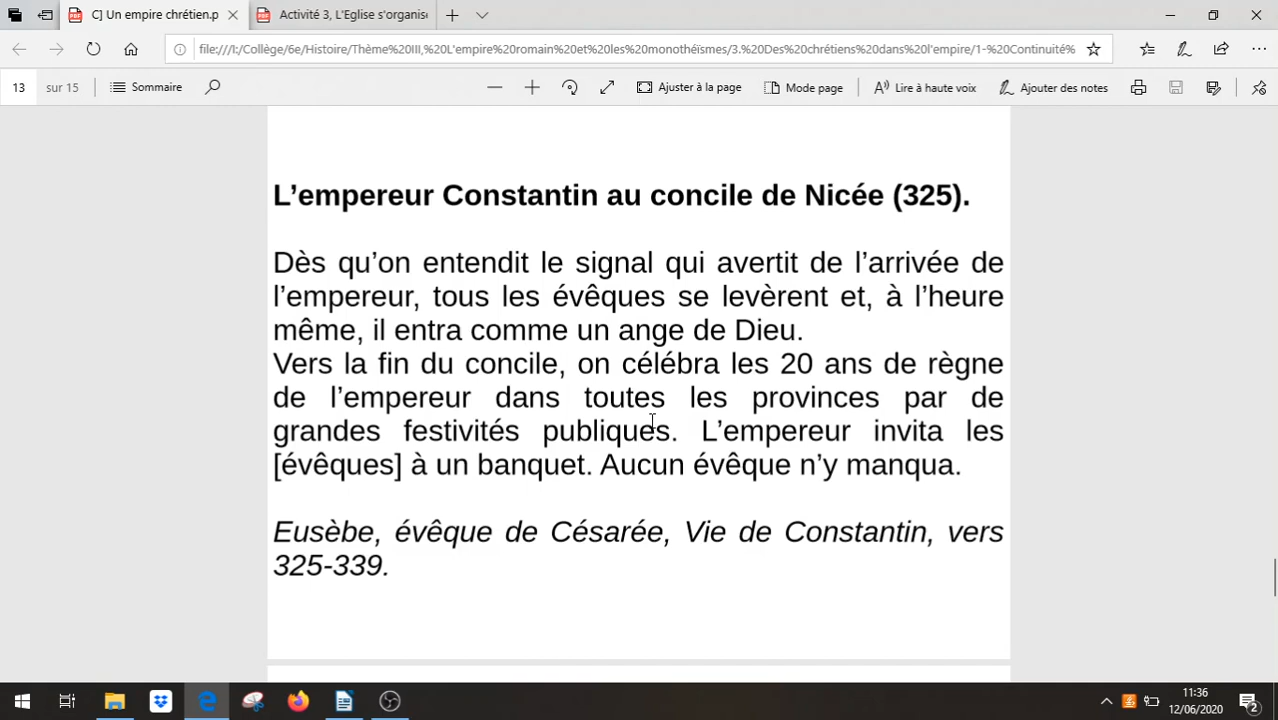 C] Un empire chrétien.p
Activité 3, L'Eglise s'organise
file:///I:/Collège/6e/Histoire/Thème%20III,%20L'empire%20romain%20et%20les%20monothéismes/3.%20Des%20chrétiens%20dans%20l'empire/1-%20Continuité%
13 sur 15 Sommaire Ajuster à la page Mode page Lire à haute voix Ajouter des notes
L’empereur Constantin au concile de Nicée (325).
Dès qu’on entendit le signal qui avertit de l’arrivée de
l’empereur, tous les évêques se levèrent et, à l’heure
même, il entra comme un ange de Dieu.
Vers la fin du concile, on célébra les 20 ans de règne
de l’empereur dans toutes les provinces par de
grandes festivités publiques. L’empereur invita les
[évêques] à un banquet. Aucun évêque n’y manqua.
Eusèbe, évêque de Césarée, Vie de Constantin, vers
325-339.
11:36
12/06/2020
2